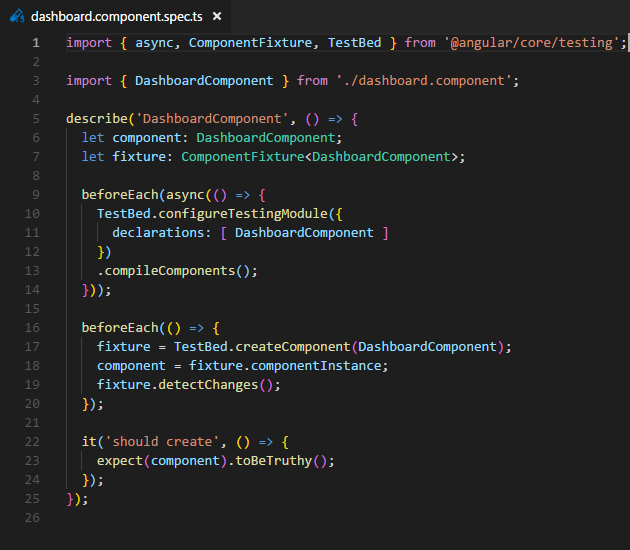 dashboard.component.spec.ts ×
1 import { async, ComponentFixture, TestBed } from '@angular/core/testing';
2
3 import { DashboardComponent } from './dashboard.component';
4
5 describe('DashboardComponent', () => {
6   let component: DashboardComponent;
7   let fixture: ComponentFixture<DashboardComponent>;
8
9   beforeEach(async(() => {
10     TestBed.configureTestingModule({
11       declarations: [ DashboardComponent ]
12     })
13     .compileComponents();
14   }));
15
16   beforeEach(() => {
17     fixture = TestBed.createComponent(DashboardComponent);
18     component = fixture.componentInstance;
19     fixture.detectChanges();
20   });
21
22   it('should create', () => {
23     expect(component).toBeTruthy();
24   });
25 });
26